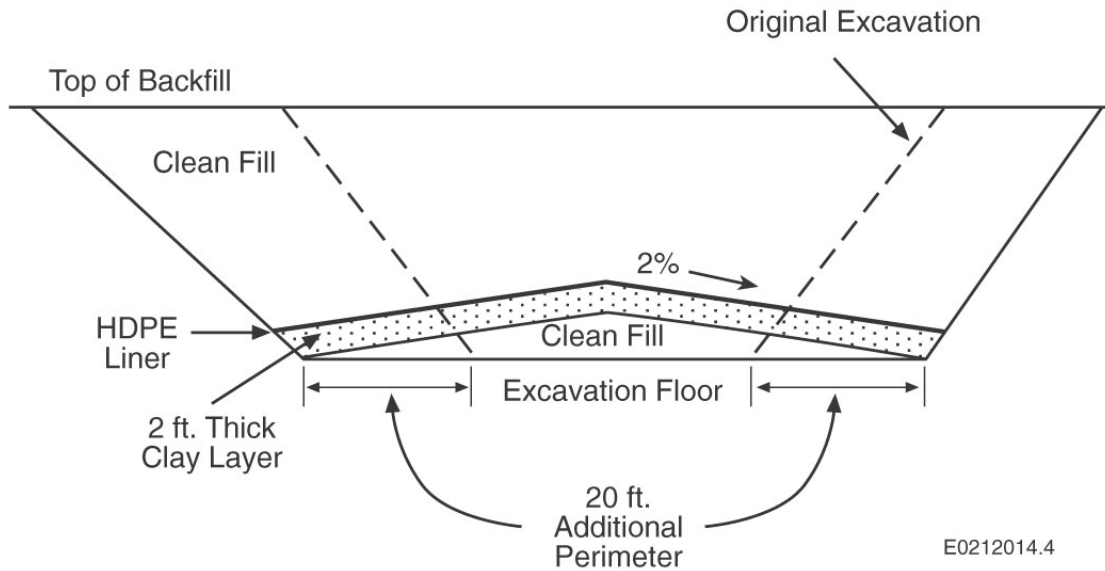 Original Excavation
Top of Backfill
Clean Fill
2%
HDPE
Liner
Clean Fill
Excavation Floor
2 ft. Thick
Clay Layer
20 ft.
Additional
Perimeter
E0212014.4